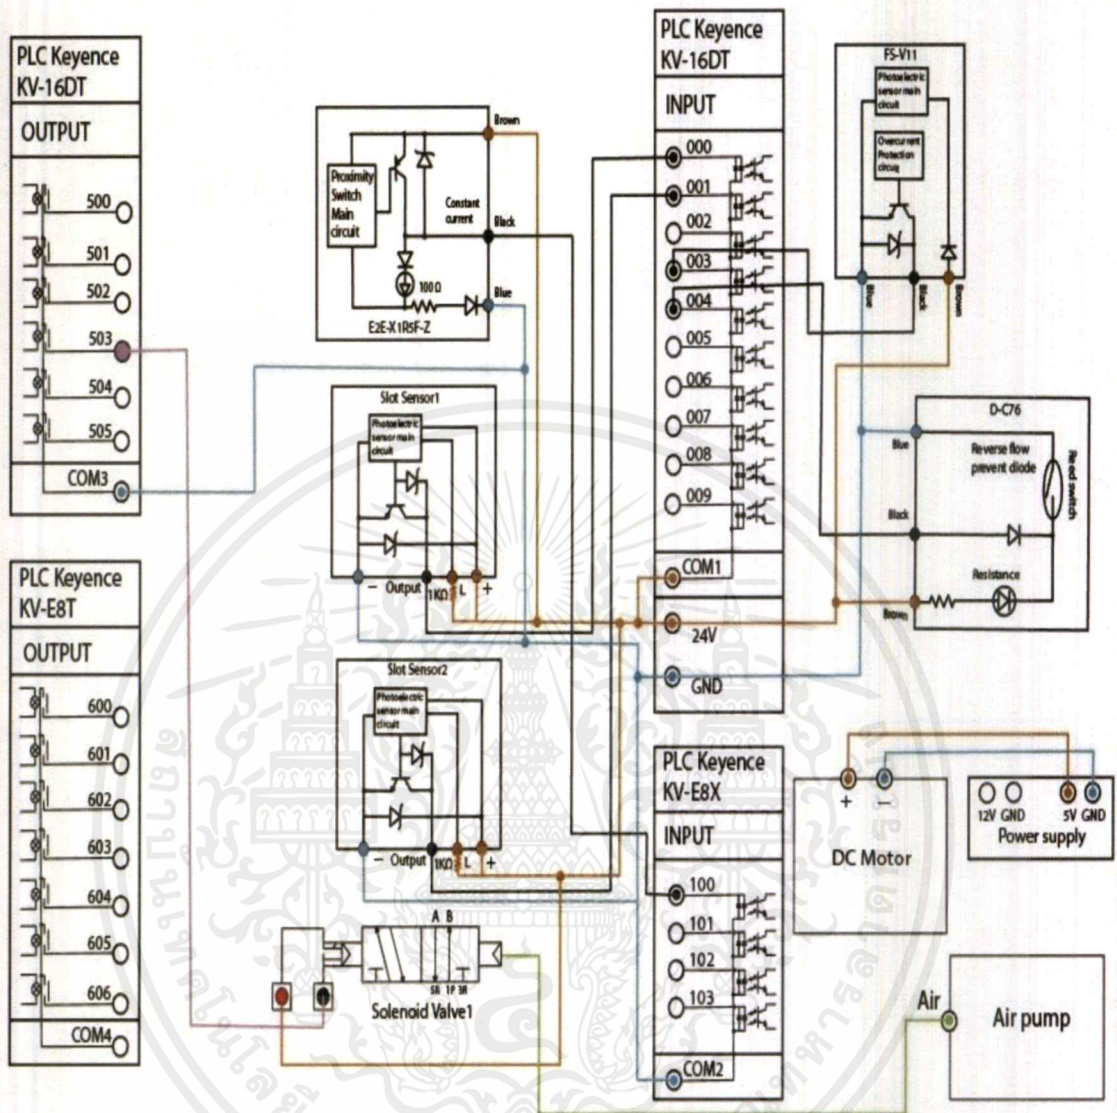 PLC Keyence
KV-16DT
OUTPUT
500
501
502
503
504
505
COM3
PLC Keyence
KV-E8T
OUTPUT
600
601
602
603
604
605
606
COM4
Proximity
Switch
Main
circuit
Brown
Constant
current
Black
100Ω
Blue
E2E-X1R5F-Z
Slot Sensor1
Photoelectric
sensor main
circuit
−
Output
1KΩ
L
+
Slot Sensor2
Photoelectric
sensor main
circuit
−
Output
1KΩ
L
+
A B
5R 1P 3R
Solenoid Valve1
PLC Keyence
KV-16DT
INPUT
000
001
002
003
004
005
006
007
008
009
COM1
24V
GND
PLC Keyence
KV-E8X
INPUT
100
101
102
103
COM2
FS-V11
Photoelectric
sensor main
circuit
Overcurrent
Protection
circuit
Blue
Black
Brown
D-C76
Blue
Reverse flow
prevent diode
Reed switch
Black
Resistance
Brown
+
−
DC Motor
12V GND
5V GND
Power supply
Air
Air pump